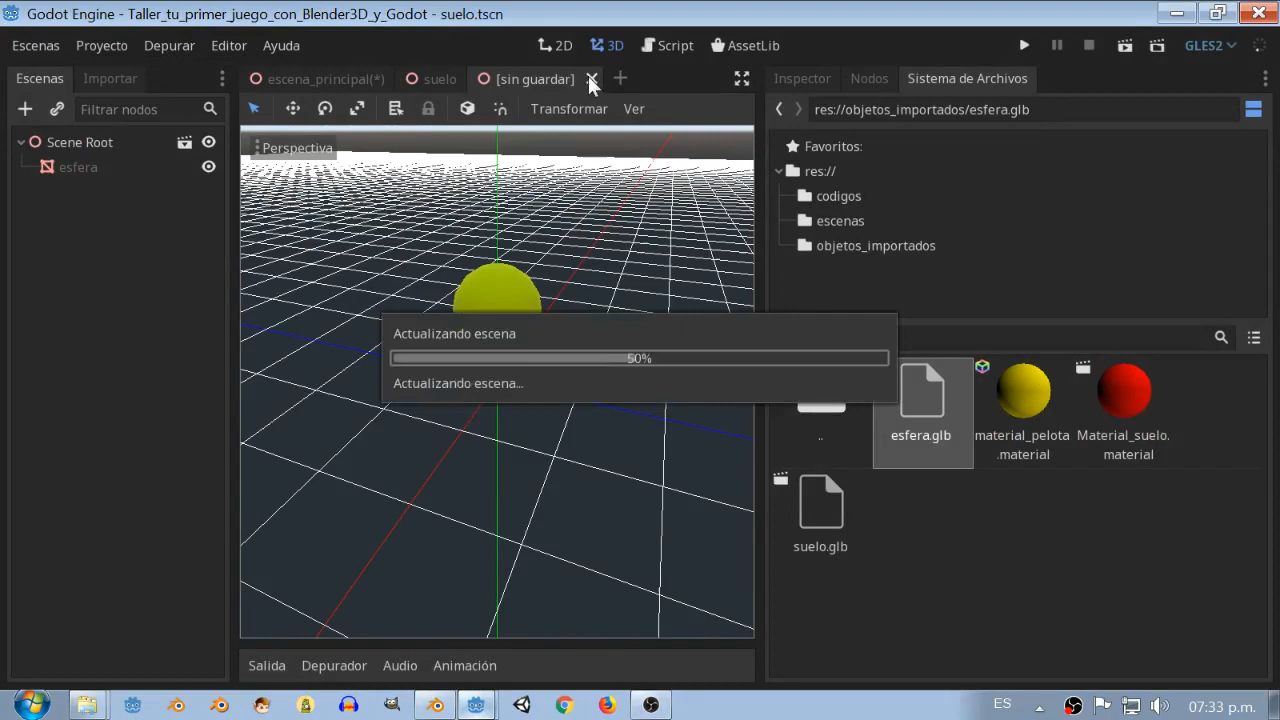 Godot Engine - Taller_tu_primer_juego_con_Blender3D_y_Godot - suelo.tscn
Escenas Proyecto Depurar Editor Ayuda 2D 3D Script AssetLib GLES2
Escenas Importar escena_principal(*) suelo [sin guardar] Inspector Nodos Sistema de Archivos
Filtrar nodos Transformar Ver res://objetos_importados/esfera.glb
Scene Root
esfera
Perspectiva
Favoritos:
res://
codigos
escenas
objetos_importados
Actualizando escena
50%
Actualizando escena...
..
esfera.glb
material_pelota
.material
Material_suelo.
material
suelo.glb
Salida Depurador Audio Animación
ES 07:33 p.m.